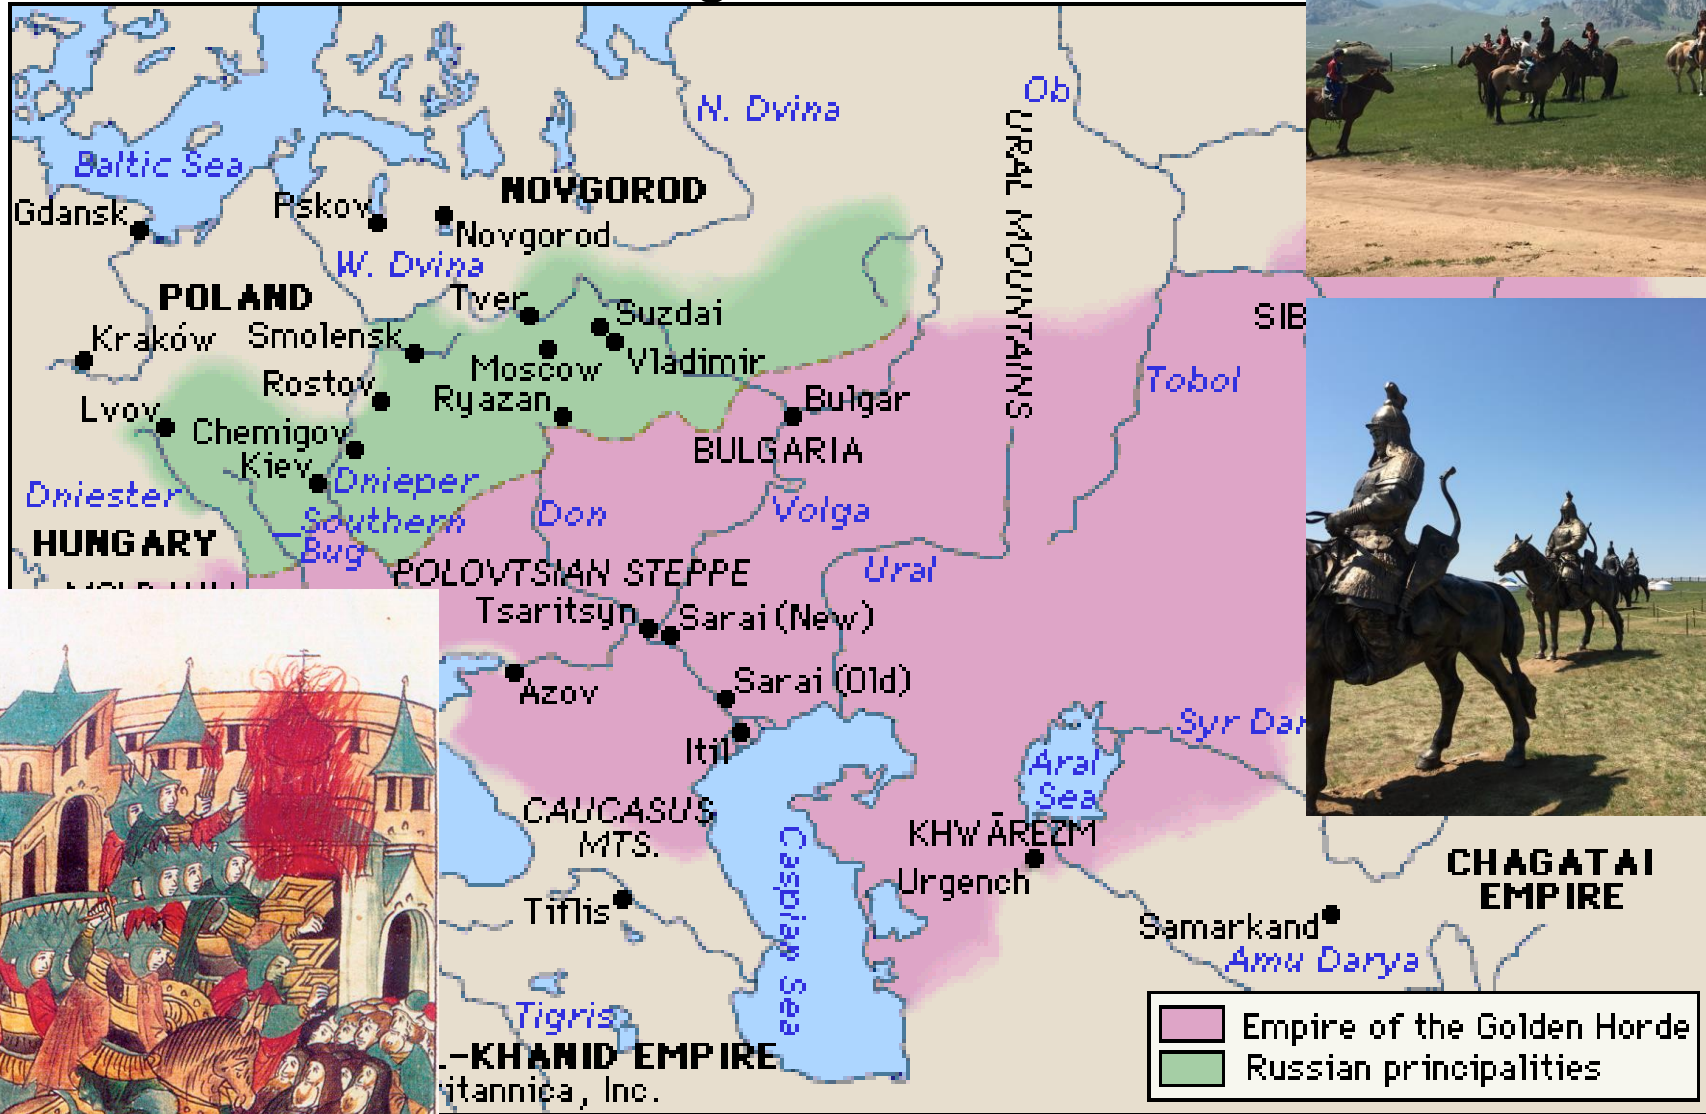 Ob
N. Dvina
URAL MOUNTAINS
Baltic Sea
NOVGOROD
Gdansk
Pskov
Novgorod
W. Dvina
POLAND
Tver
Suzdai
SIB
Kraków
Smolensk
Moscow
Vladimir
Tobol
Rostov
Ryazan
Bulgar
Lvov
Chemigov
BULGARIA
Kiev
Dnieper
Dniester
Southern
Bug
Don
Volga
HUNGARY
POLOVTSIAN STEPPE
Ural
Tsaritsyn
Sarai (New)
Azov
Sarai (Old)
Syr Dar
Itil
Aral
Sea
CAUCASUS
MTS.
Caspian Sea
KHWĀREZM
Urgench
CHAGATAI
EMPIRE
Tiflis
Samarkand
Amu Darya
Tigris
L-KHANID EMPIRE
itannica, Inc.
Empire of the Golden Horde
Russian principalities